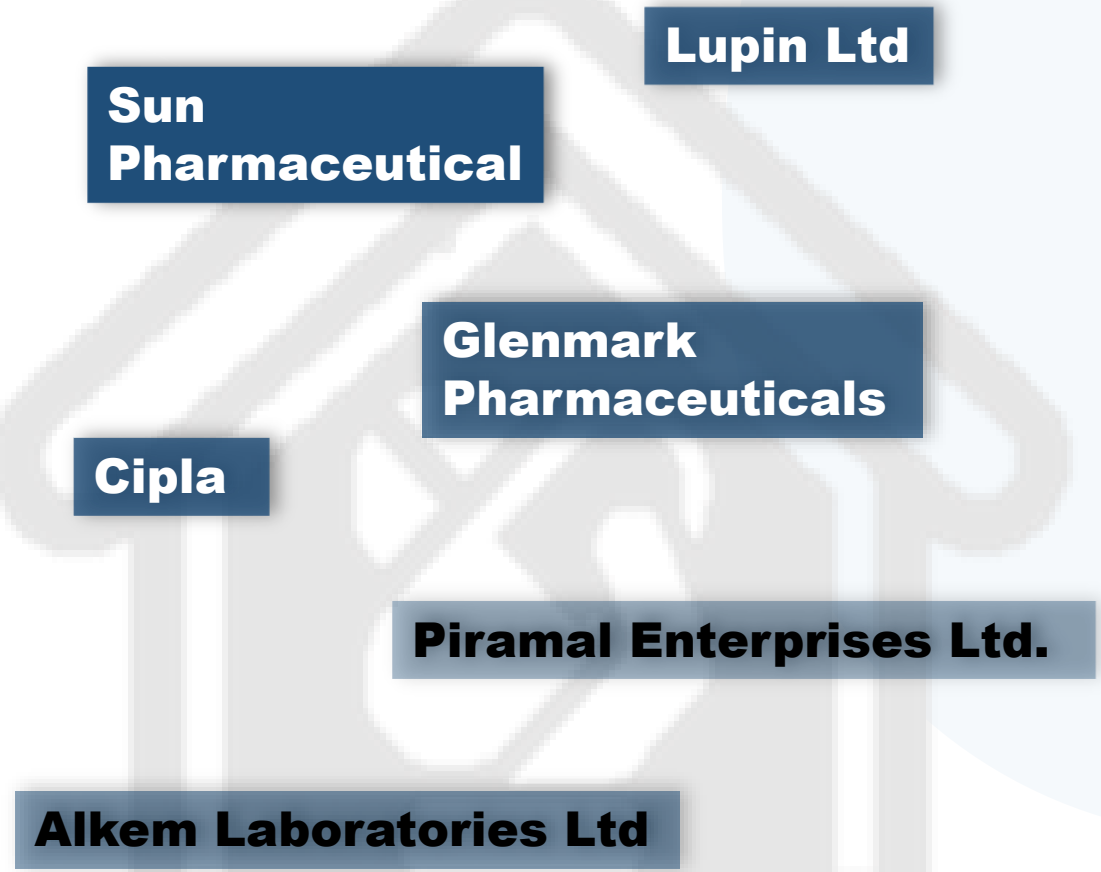 Lupin Ltd
Sun
Pharmaceutical
Glenmark
Pharmaceuticals
Cipla
Piramal Enterprises Ltd.
Alkem Laboratories Ltd